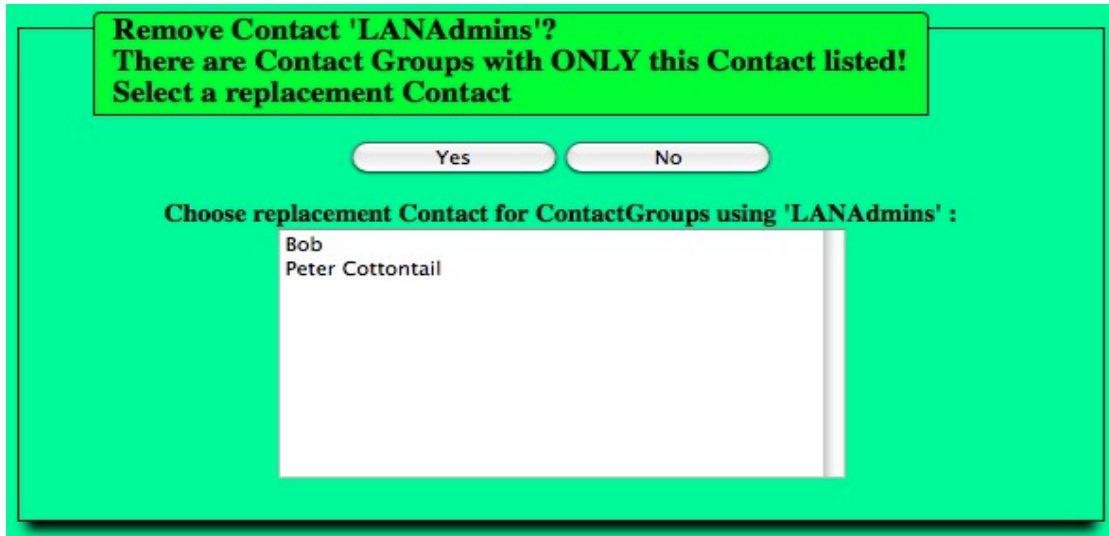 Remove Contact 'LANAdmins'?
There are Contact Groups with ONLY this Contact listed!
Select a replacement Contact
Yes No
Choose replacement Contact for ContactGroups using 'LANAdmins' :
Bob
Peter Cottontail